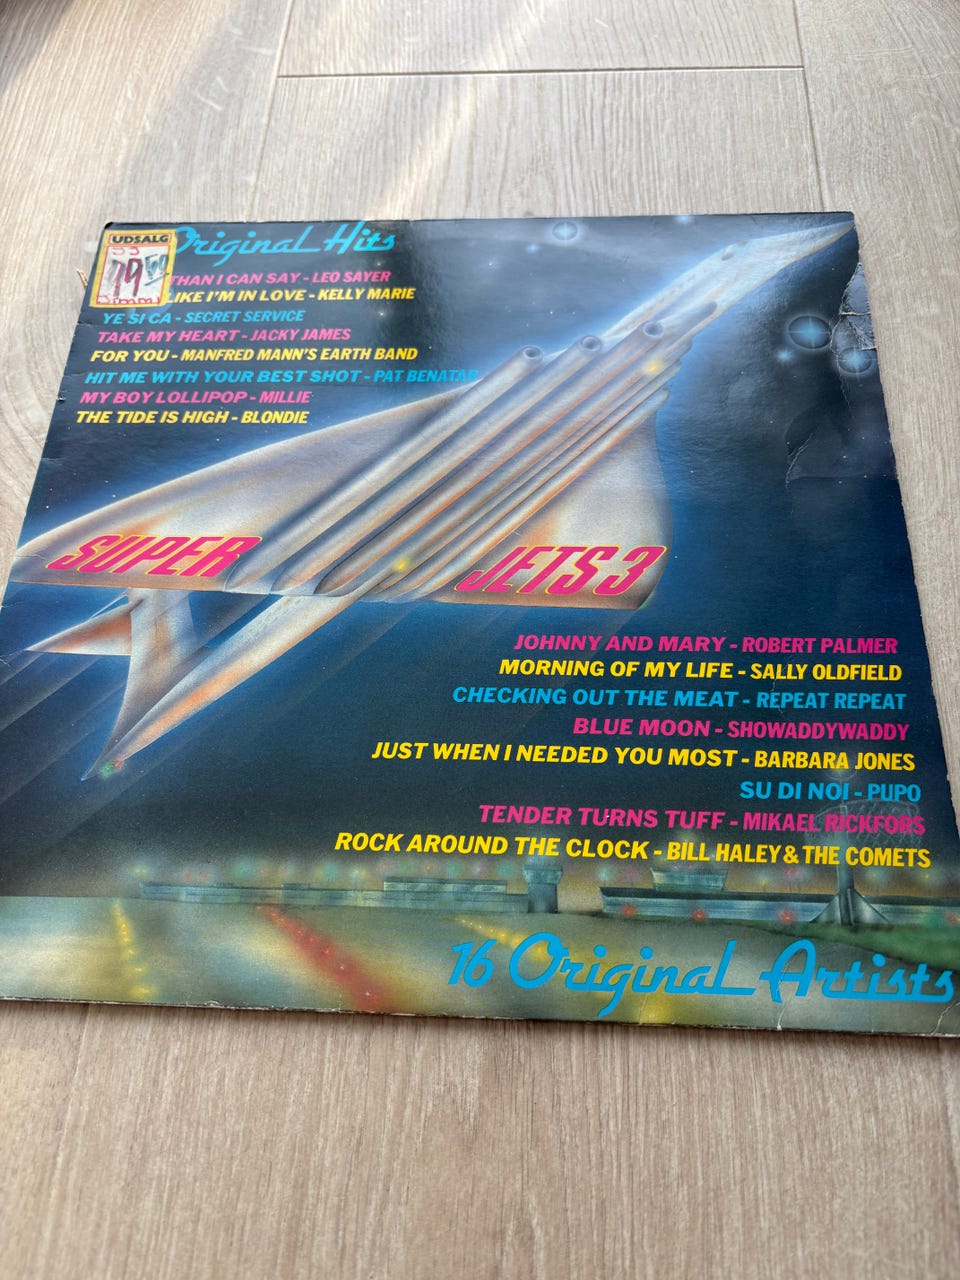 UDSALG
Original Hits
THAN I CAN SAY - LEO SAYER
LIKE I'M IN LOVE - KELLY MARIE
YE SI CA - SECRET SERVICE
TAKE MY HEART - JACKY JAMES
FOR YOU - MANFRED MANN'S EARTH BAND
HIT ME WITH YOUR BEST SHOT - PAT BENATAR
MY BOY LOLLIPOP - MILLIE
THE TIDE IS HIGH - BLONDIE
SUPER JETS 3
JOHNNY AND MARY - ROBERT PALMER
MORNING OF MY LIFE - SALLY OLDFIELD
CHECKING OUT THE MEAT - REPEAT REPEAT
BLUE MOON - SHOWADDYWADDY
JUST WHEN I NEEDED YOU MOST - BARBARA JONES
SU DI NOI - PUPO
TENDER TURNS TUFF - MIKAEL RICKFORS
ROCK AROUND THE CLOCK - BILL HALEY & THE COMETS
16 Original Artists